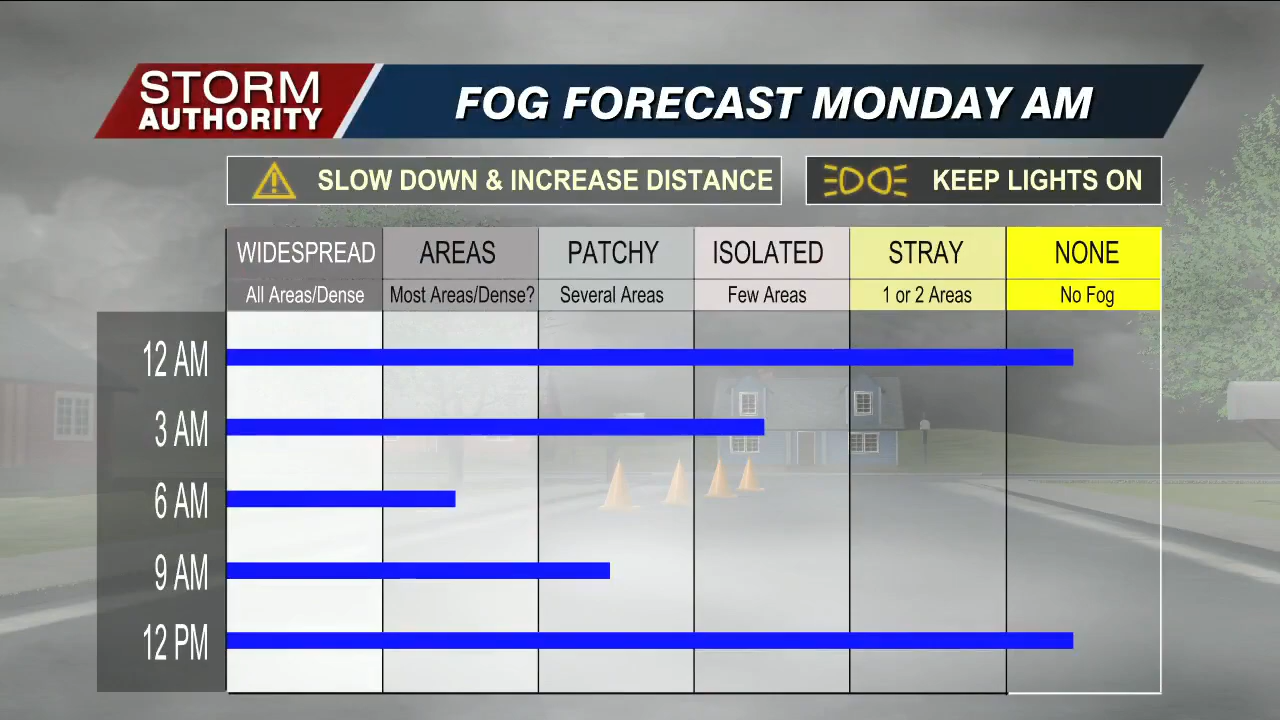 STORM
AUTHORITY
FOG FORECAST MONDAY AM
SLOW DOWN & INCREASE DISTANCE
KEEP LIGHTS ON
WIDESPREAD AREAS PATCHY ISOLATED STRAY NONE
All Areas/Dense Most Areas/Dense? Several Areas Few Areas 1 or 2 Areas No Fog
12 AM
3 AM
6 AM
9 AM
12 PM